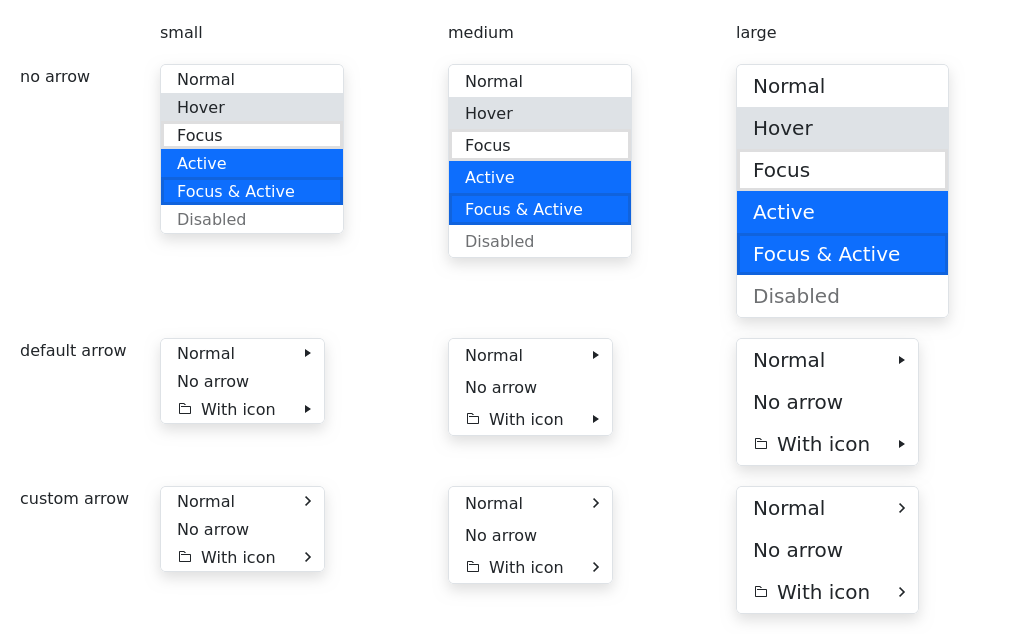 small
medium
large
no arrow
Normal
Hover
Focus
Active
Focus & Active
Disabled
Normal
Hover
Focus
Active
Focus & Active
Disabled
Normal
Hover
Focus
Active
Focus & Active
Disabled
default arrow
Normal
No arrow
With icon
Normal
No arrow
With icon
Normal
No arrow
With icon
custom arrow
Normal
No arrow
With icon
Normal
No arrow
With icon
Normal
No arrow
With icon